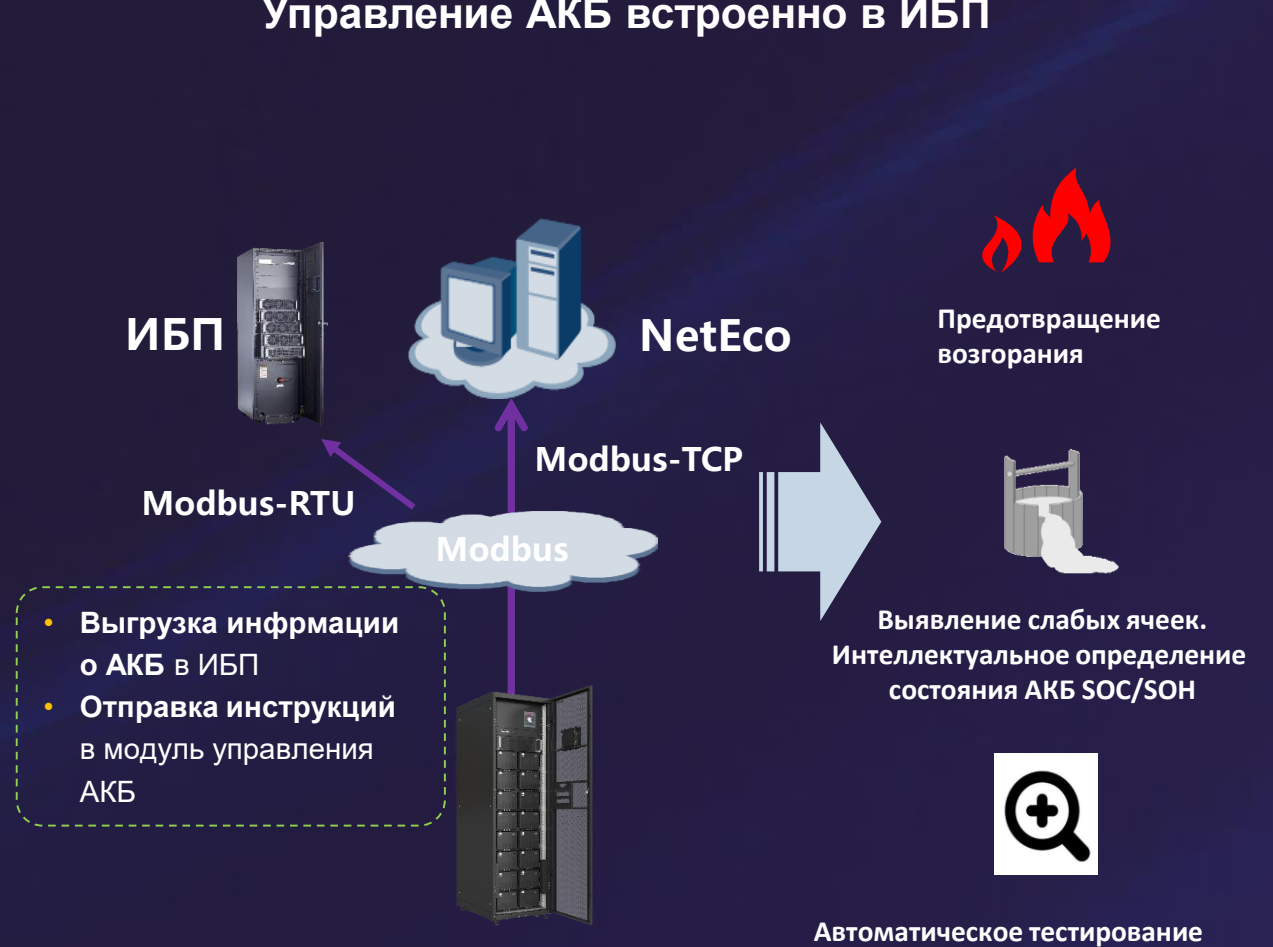 Управление АКБ встроенно в ИБП
ИБП
NetEco
Предотвращение
возгорания
Modbus-TCP
Modbus-RTU
Modbus
• Выгрузка инфрмации
о АКБ в ИБП
• Отправка инструкций
в модуль управления
АКБ
Выявление слабых ячеек.
Интеллектуальное определение
состояния АКБ SOC/SOH
Автоматическое тестирование